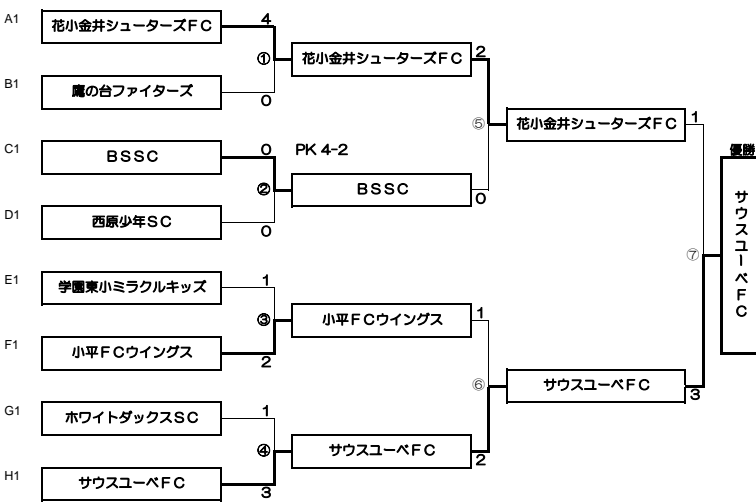 A1 花小金井シューターズＦＣ 4
① 花小金井シューターズＦＣ 2
B1 鷹の台ファイターズ 0
⑤ 花小金井シューターズＦＣ 1
C1 ＢＳＳＣ 0 PK 4-2
② ＢＳＳＣ 0
D1 西原少年ＳＣ 0
優勝
サウスユーベＦＣ
⑦
E1 学園東小ミラクルキッズ 1
③ 小平ＦＣウイングス 1
F1 小平ＦＣウイングス 2
⑥ サウスユーベＦＣ 3
G1 ホワイトダックスＳＣ 1
④ サウスユーベＦＣ 2
H1 サウスユーベＦＣ 3